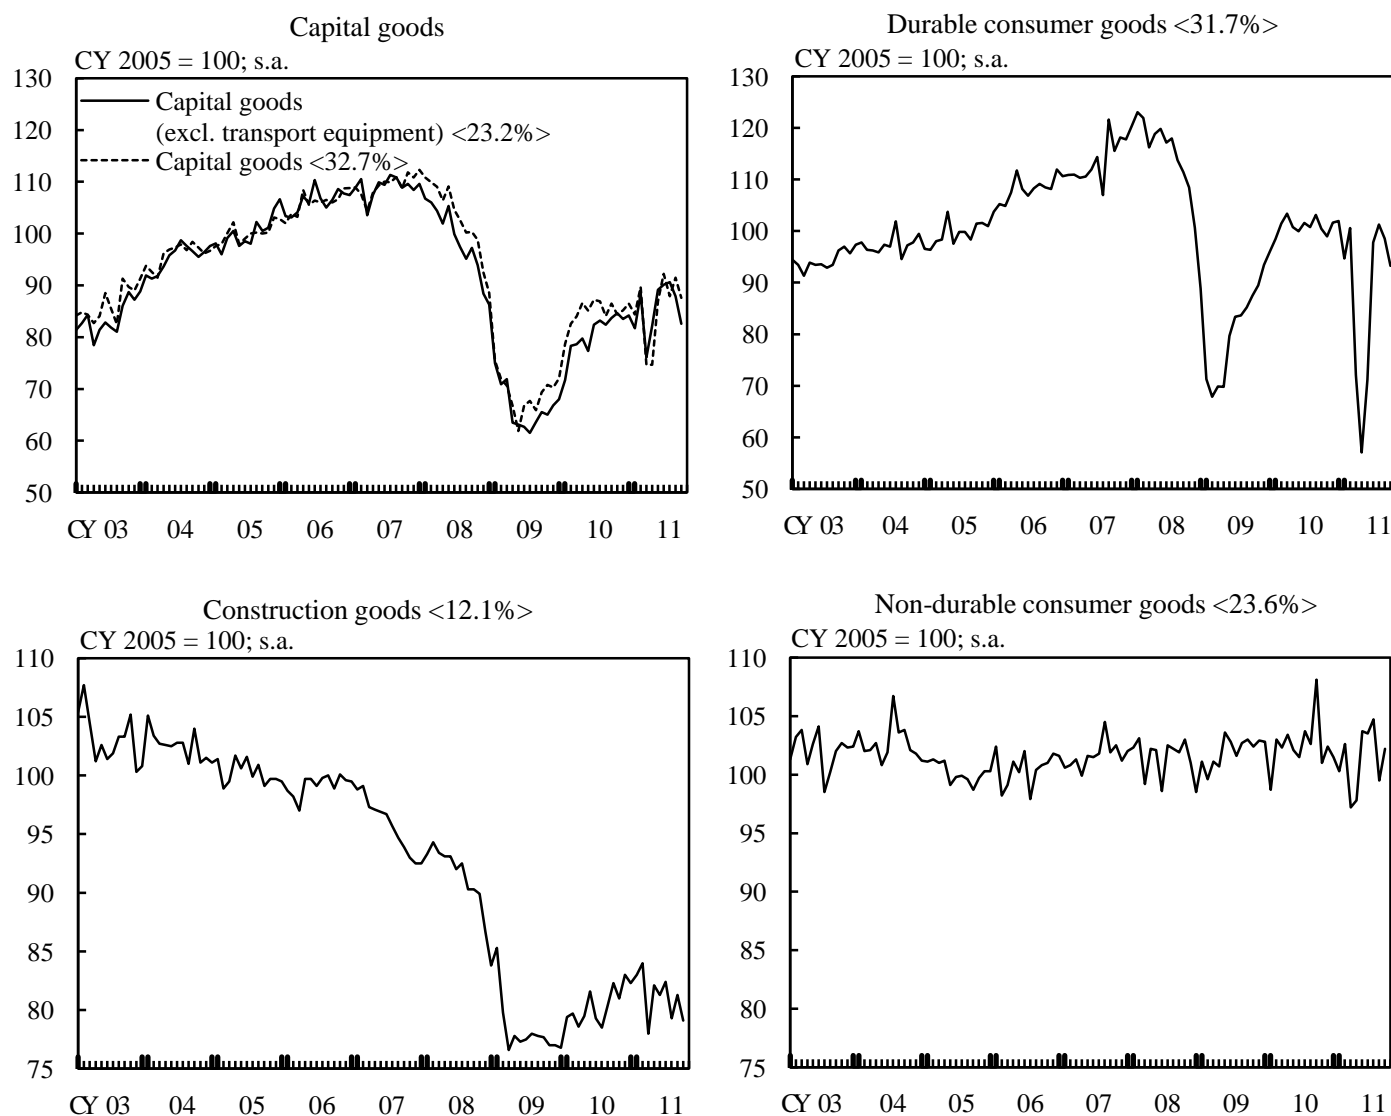 Capital goods
CY 2005 = 100; s.a.
130
120
110
100
90
80
70
60
50
Capital goods
(excl. transport equipment) <23.2%>
Capital goods <32.7%>
CY 03 04 05 06 07 08 09 10 11
Durable consumer goods <31.7%>
CY 2005 = 100; s.a.
130
120
110
100
90
80
70
60
50
CY 03 04 05 06 07 08 09 10 11
Construction goods <12.1%>
CY 2005 = 100; s.a.
110
105
100
95
90
85
80
75
CY 03 04 05 06 07 08 09 10 11
Non-durable consumer goods <23.6%>
CY 2005 = 100; s.a.
110
105
100
95
90
85
80
75
CY 03 04 05 06 07 08 09 10 11